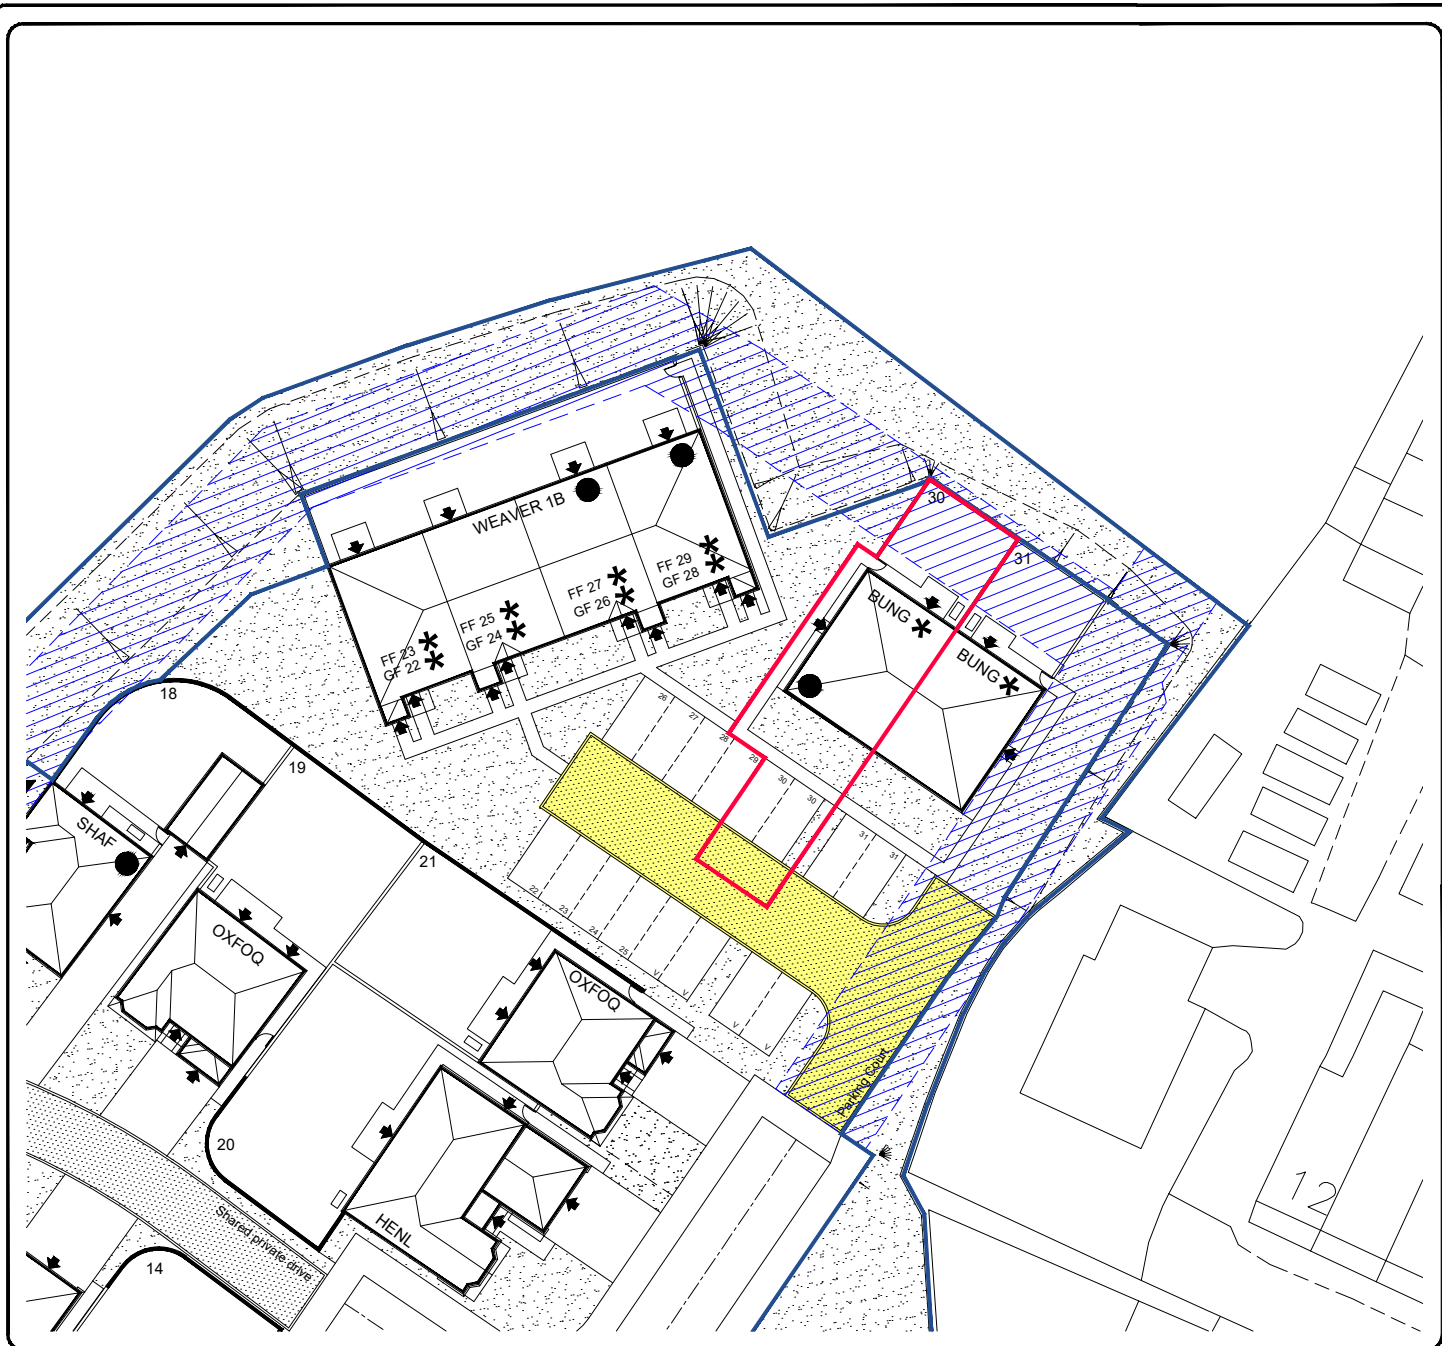 30
31
WEAVER 1B
FF 29
GF 28
FF 27
GF 26
FF 25
GF 24
FF 23
GF 22
BUNG
BUNG
18
19
21
26
27
28
29
30
30
31
31
22
23
24
25
V
V
V
SHAF
OXFOQ
OXFOQ
Parking Court
20
HENL
Shared private drive
14
12